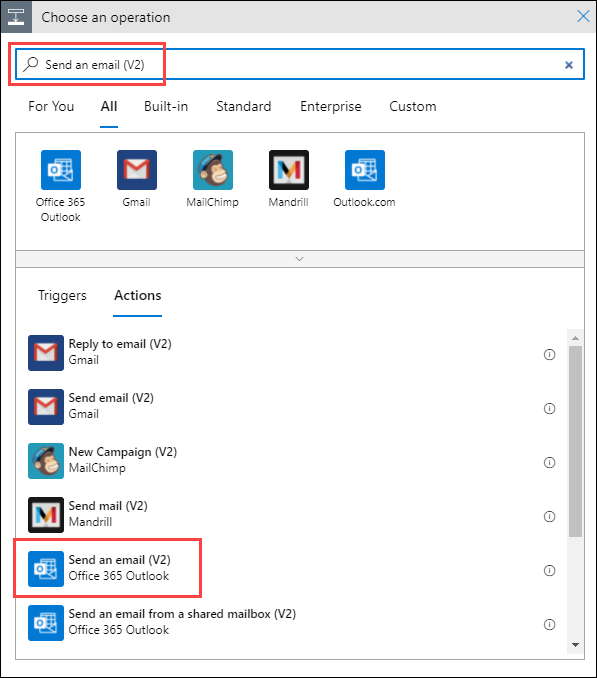 Choose an operation
Send an email (V2)
For You All Built-in Standard Enterprise Custom
Office 365 Outlook
Gmail
MailChimp
Mandrill
Outlook.com
Triggers Actions
Reply to email (V2)
Gmail
Send email (V2)
Gmail
New Campaign (V2)
MailChimp
Send mail (V2)
Mandrill
Send an email (V2)
Office 365 Outlook
Send an email from a shared mailbox (V2)
Office 365 Outlook